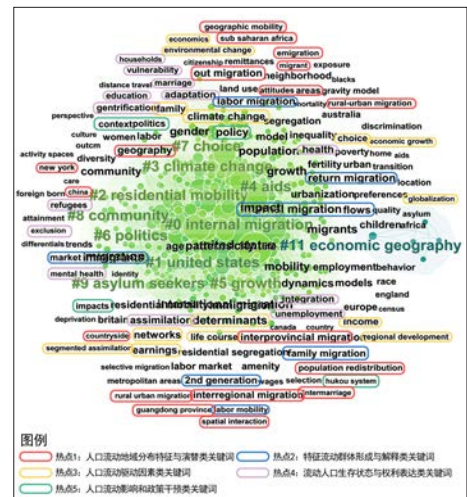 geographic mobility
economics sub saharan africa
environmental change emigration
households citizenship remittances migrant exposure
vulnerability out migration neighborhood blacks
distance travel marriage land use attitudes areas gravity model
education adaptation labor migration mortality rural-urban migration
gentrification family climate change segregation discrimination
perspective contextpolitics gender policy model inequality choice economic growth
culture women labor #7 choice population health poverty home aids
outcm geography
activity spaces diversity #3 climate change growth fertility urban transition
new york community #4 aids return migration location
care urbanization preference globalization
foreign born china #2 residential mobility
refugees impact migration flows quality asylum
attainment #8 community #0 internal migration migrants children africa
exclusion #6 politics #11 economic geography
differentials trends age
market #1 united states mobility employment behavior
mental health identity #9 asylum seekers #5 growth dynamics models race
england
impacts integration europe census
deprivation britain assimilation determinants unemployment
canada country income
countryside networks life course interprovincial migration regional development
segmented assimilation earnings residential segregation family migration
selective migration labor market amenity population redistribution
metropolitan areas 2nd generation wages selection hukou system
rural urban migration interregional migration intermarriage
guangdong province labor mobility
spatial interaction
图例
热点1：人口流动地域分布特征与演替类关键词 热点2：特征流动群体形成与解释类关键词
热点3：人口流动驱动因素类关键词 热点4：流动人口生存状态与权利表达类关键词
热点5：人口流动影响和政策干预类关键词